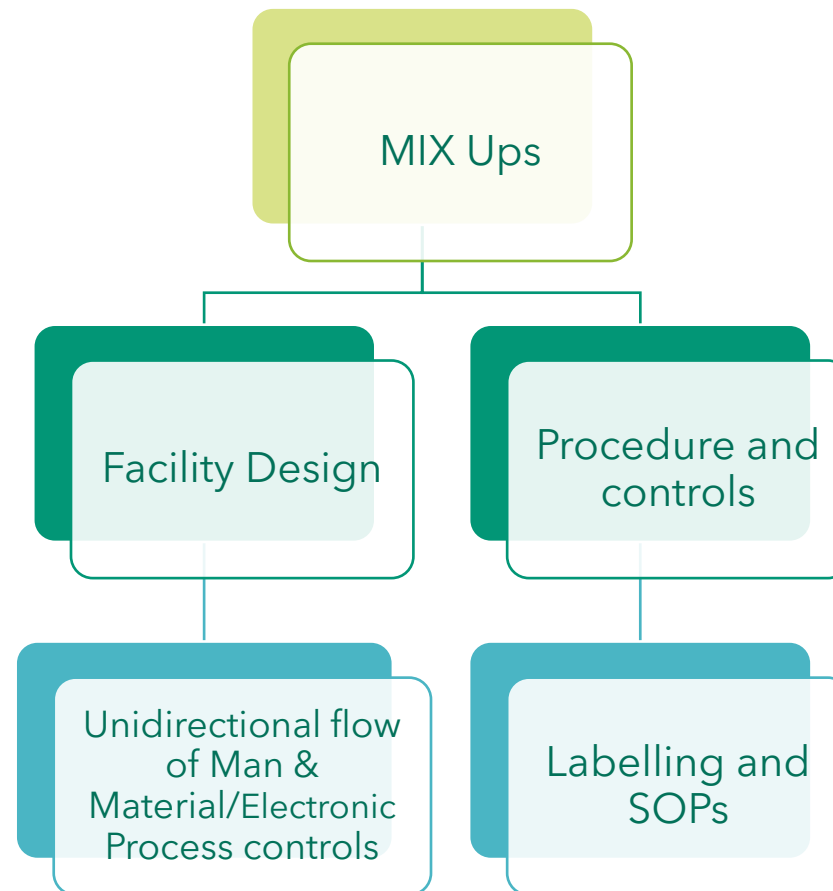 MIX Ups
Facility Design
Procedure and
controls
Unidirectional flow
of Man &
Material/Electronic
Process controls
Labelling and
SOPs